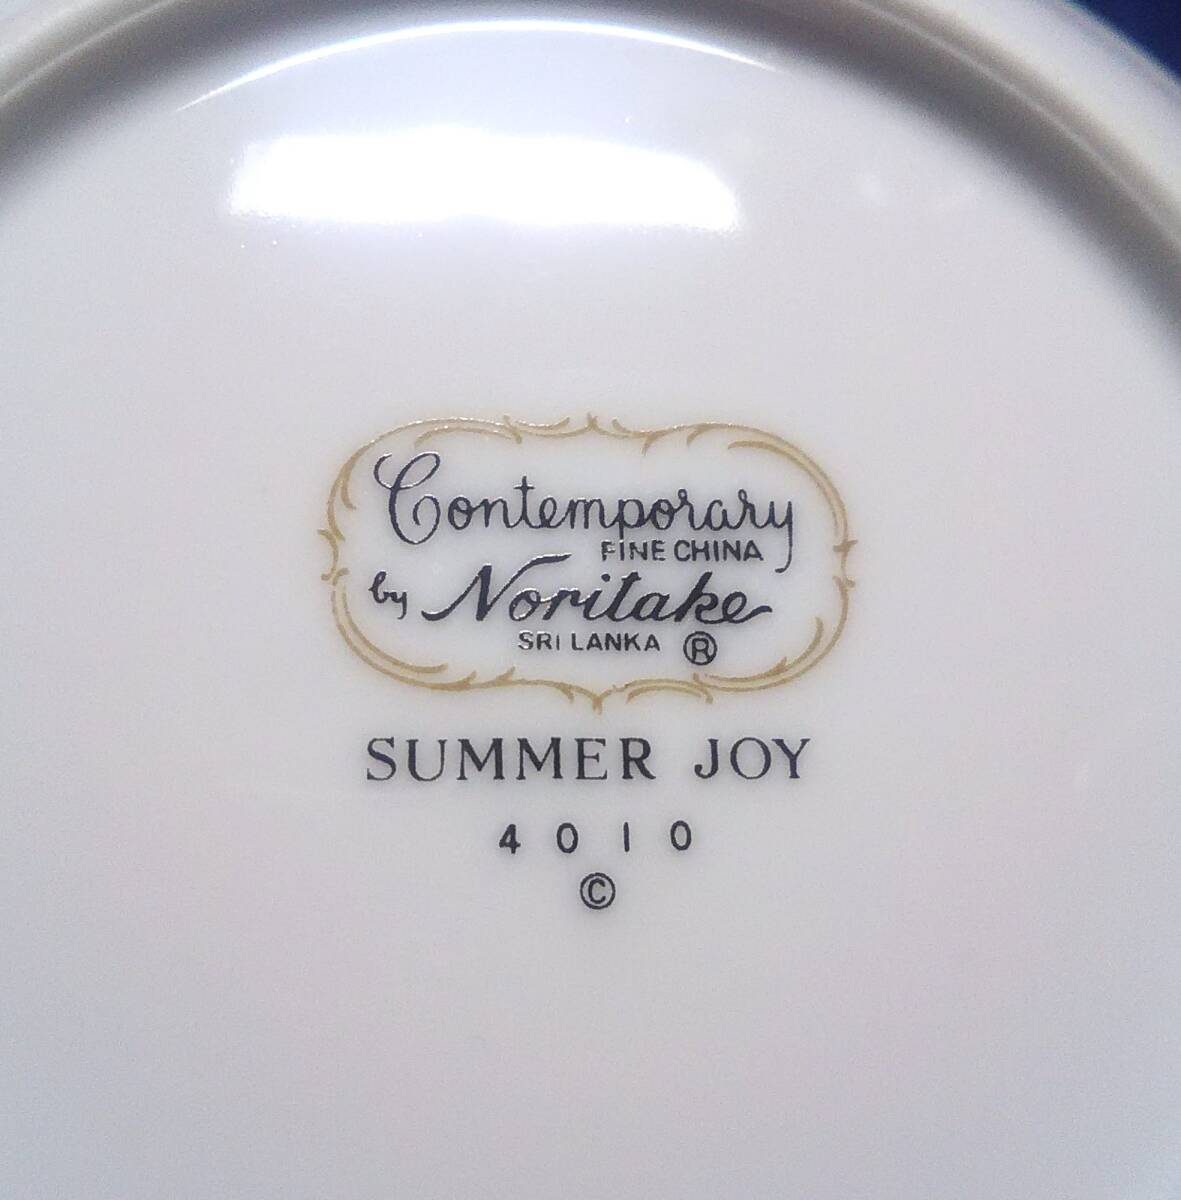 Contemporary
FINE CHINA
by Noritake
SRI LANKA ®
SUMMER JOY
4010
©